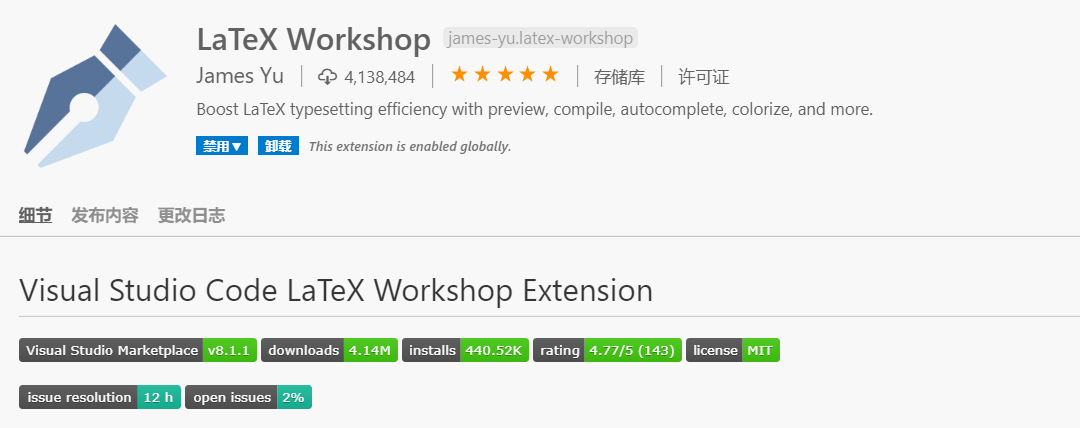 LaTeX Workshop james-yu.latex-workshop
James Yu 4,138,484 存储库 许可证
Boost LaTeX typesetting efficiency with preview, compile, autocomplete, colorize, and more.
禁用 卸载 This extension is enabled globally.
细节 发布内容 更改日志
Visual Studio Code LaTeX Workshop Extension
Visual Studio Marketplace v8.1.1 downloads 4.14M installs 440.52K rating 4.77/5 (143) license MIT
issue resolution 12 h open issues 2%